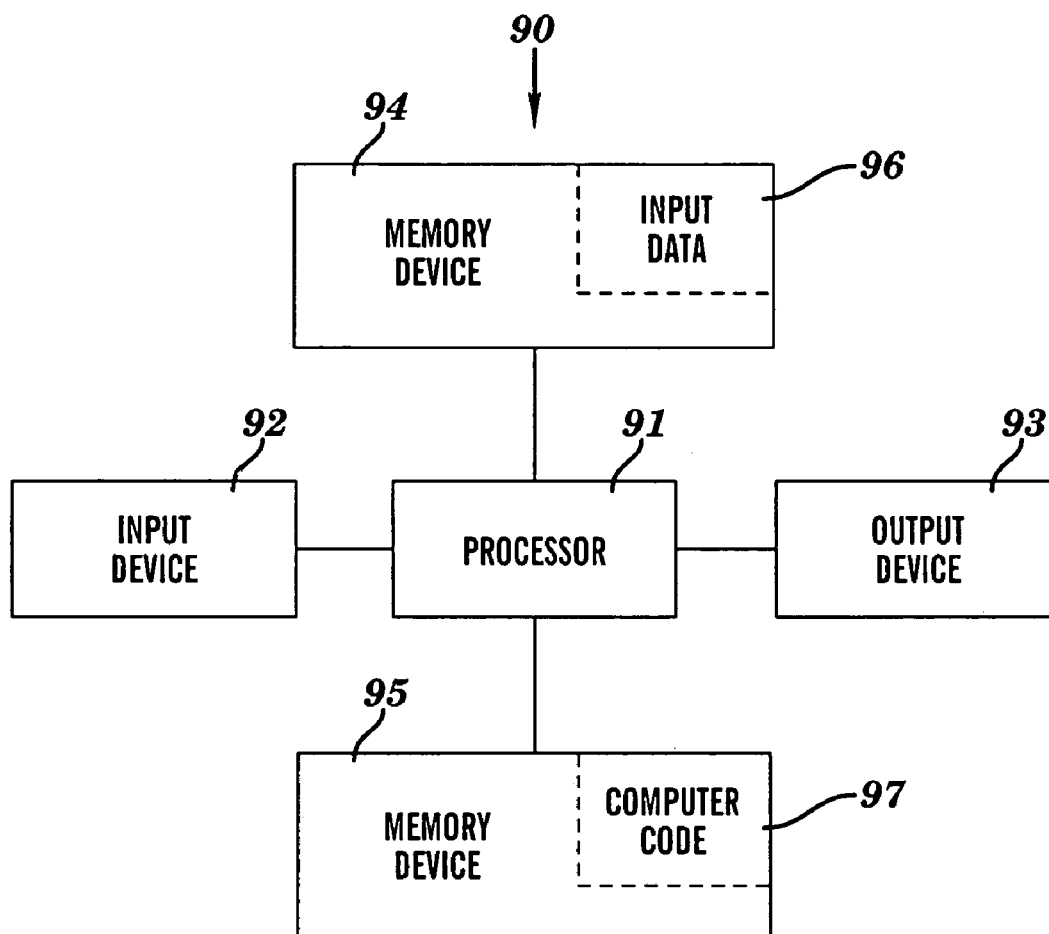 90
94
96
MEMORY
DEVICE
INPUT
DATA
92
91
93
INPUT
DEVICE
PROCESSOR
OUTPUT
DEVICE
95
97
MEMORY
DEVICE
COMPUTER
CODE